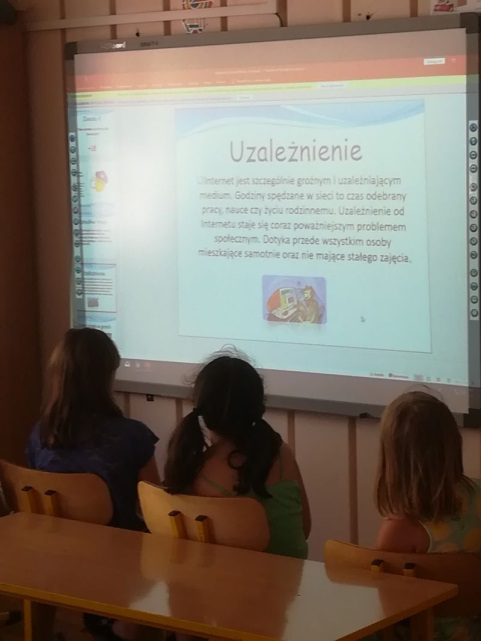 Uzależnienie
Internet jest szczególnie groźnym i uzależniającym
medium. Godziny spędzane w sieci to czas odebrany
pracy, nauce czy życiu rodzinnemu. Uzależnienie od
Internetu staje się coraz poważniejszym problemem
społecznym. Dotyka przede wszystkim osoby
mieszkające samotnie oraz nie mające stałego zajęcia.